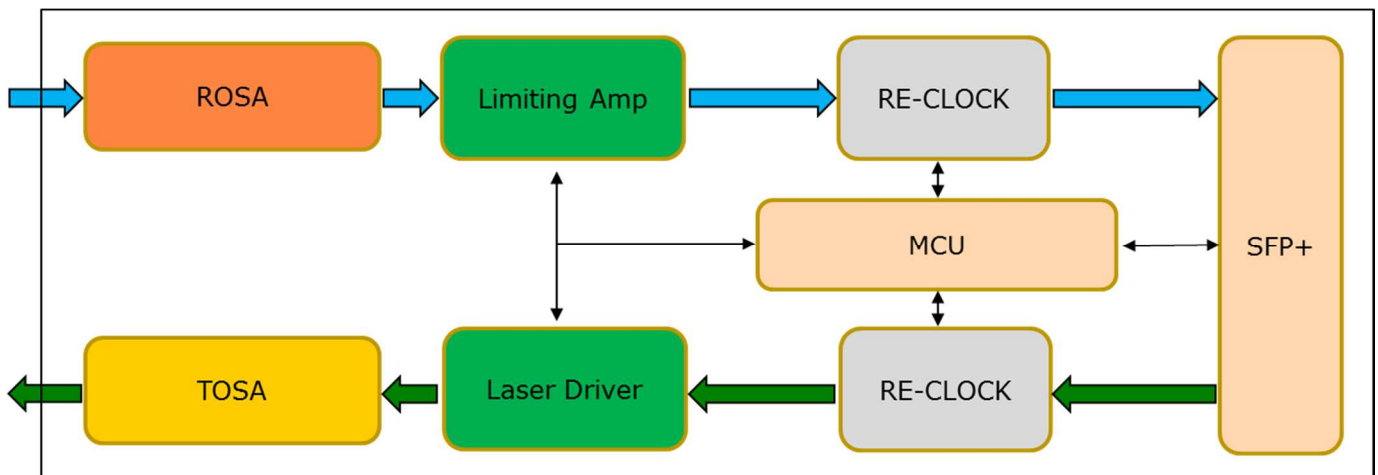 ROSA
Limiting Amp
RE-CLOCK
MCU
SFP+
TOSA
Laser Driver
RE-CLOCK